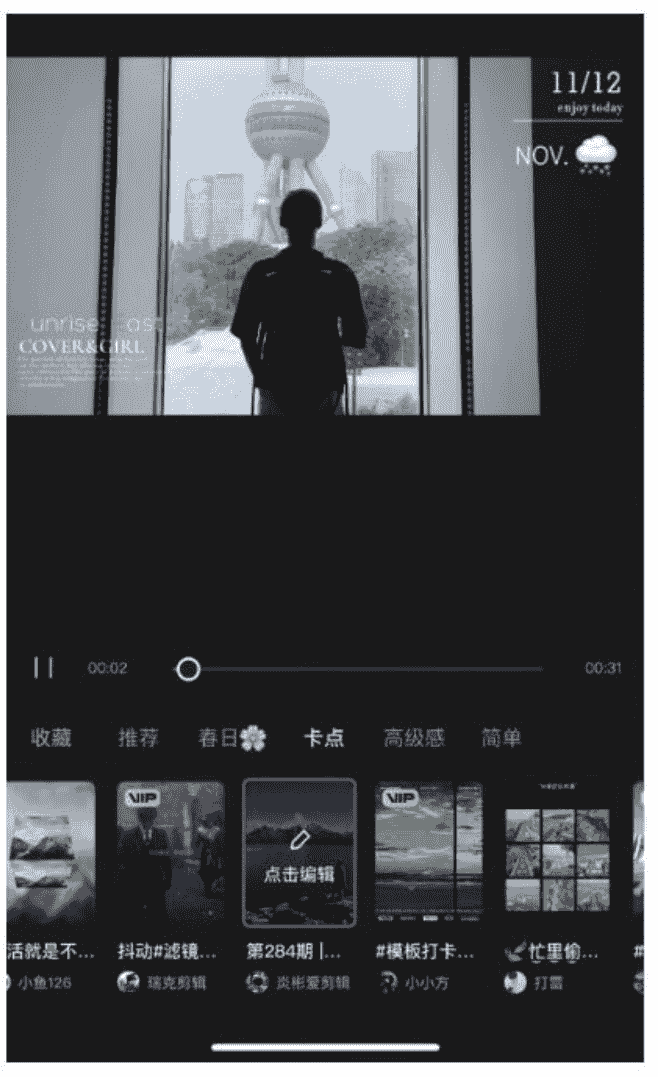 11/12
enjoy today
NOV.
unrise ast
COVER&GIRL
00:02
00:31
收藏
推荐
春日
卡点
高级感
简单
VIP
点击编辑
VIP
活就是不...
抖动#滤镜...
第284期 |...
#模板打卡...
忙里偷...
小鱼126
瑞克剪辑
炎彬爱剪辑
小小方
打雷